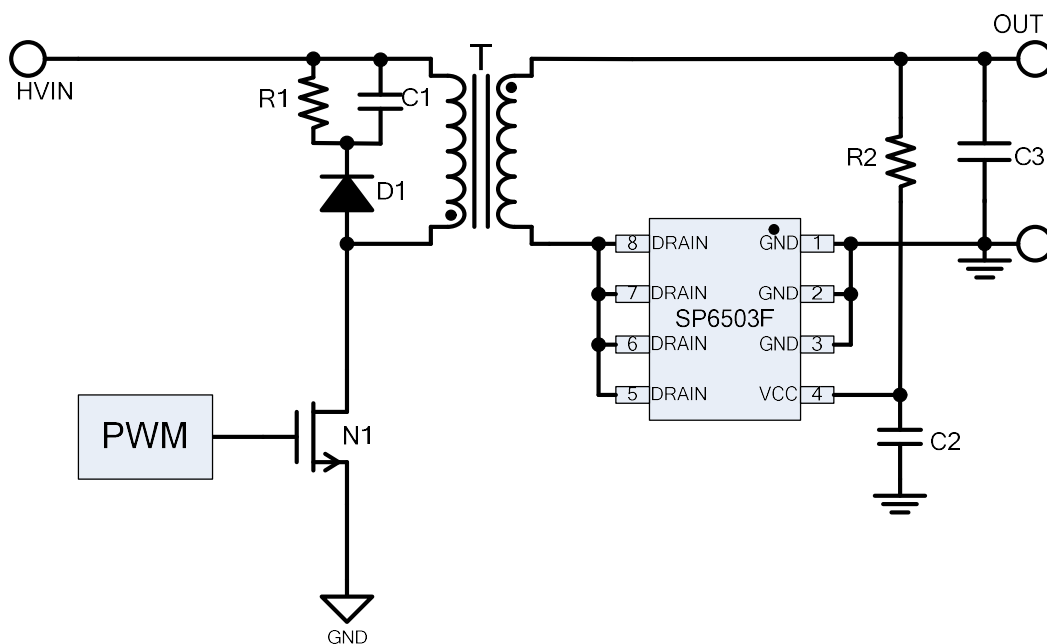 OUT
T
HVIN
R1
C1
R2
C3
D1
8 DRAIN GND 1
7 DRAIN GND 2
SP6503F
6 DRAIN GND 3
5 DRAIN VCC 4
PWM
N1
C2
GND